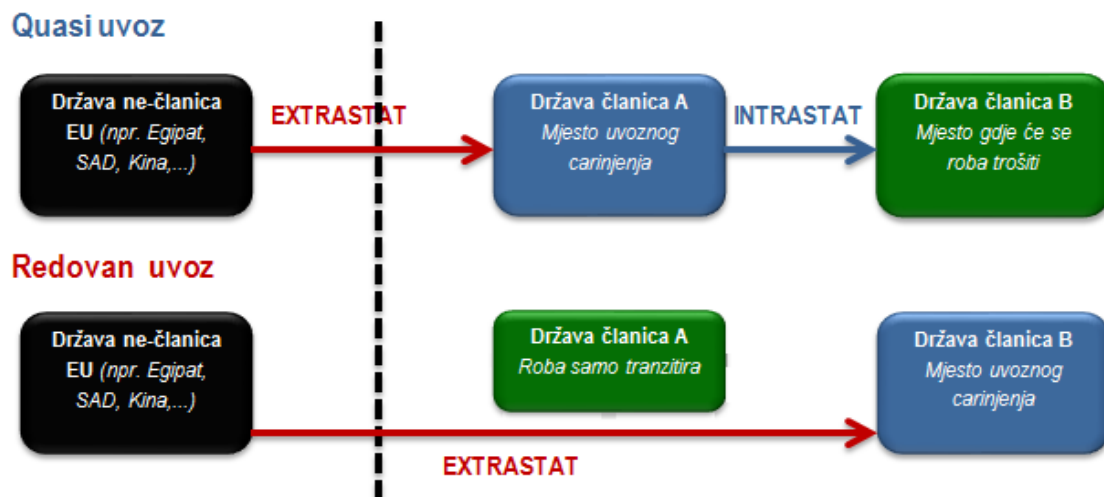 Quasi uvoz
Država ne-članica
EU (npr. Egipat,
SAD, Kina,...)
EXTRASTAT
Država članica A
Mjesto uvoznog
carinjenja
INTRASTAT
Država članica B
Mjesto gdje će se
roba trošiti
Redovan uvoz
Država ne-članica
EU (npr. Egipat,
SAD, Kina,...)
Država članica A
Roba samo tranzitira
Država članica B
Mjesto uvoznog
carinjenja
EXTRASTAT